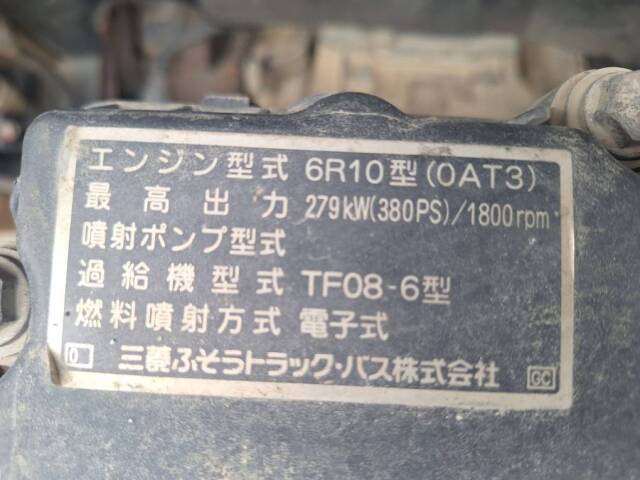 エンジン型式 6R10型(0AT3)
最高出力 279kW(380PS)/1800rpm
噴射ポンプ型式
過給機型式 TF08-6型
燃料噴射方式 電子式
0 三菱ふそうトラック・バス株式会社 GC